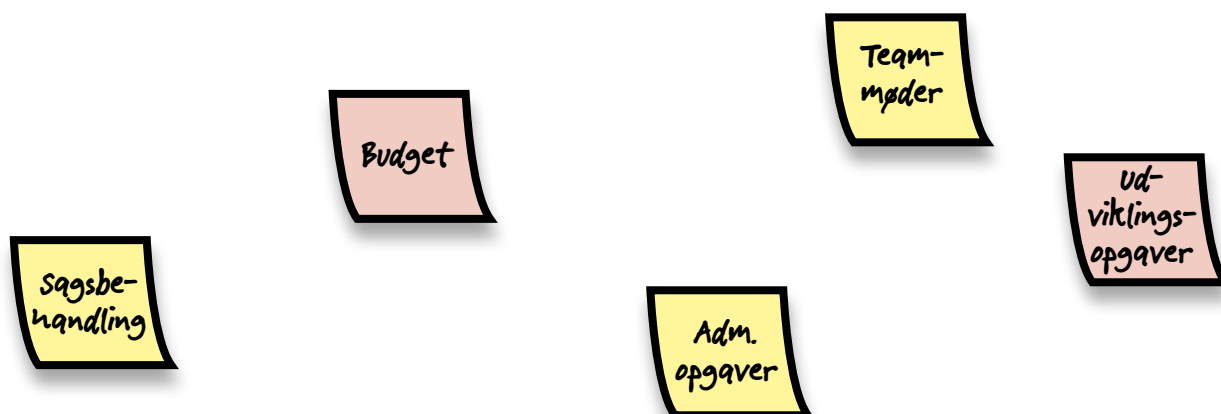 Team-
møder
Budget
Ud-
viklings-
opgaver
Sagsbe-
handling
Adm.
opgaver